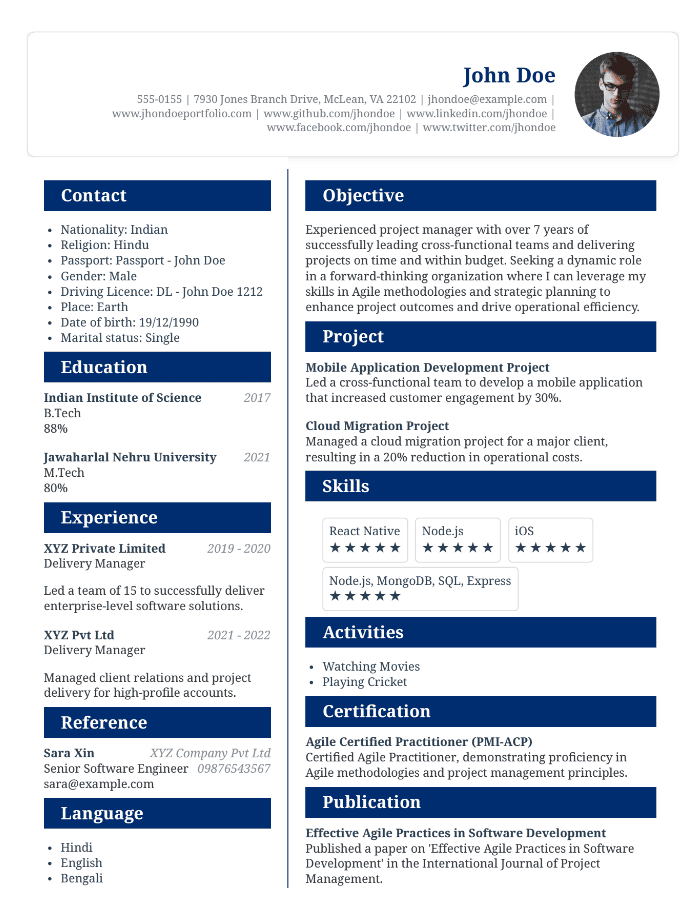 John Doe
555-0155 | 7930 Jones Branch Drive, McLean, VA 22102 | jhondoe@example.com |
www.jhondoeportfolio.com | www.github.com/jhondoe | www.linkedin.com/jhondoe |
www.facebook.com/jhondoe | www.twitter.com/jhondoe
Contact
• Nationality: Indian
• Religion: Hindu
• Passport: Passport - John Doe
• Gender: Male
• Driving Licence: DL - John Doe 1212
• Place: Earth
• Date of birth: 19/12/1990
• Marital status: Single
Education
Indian Institute of Science 2017
B.Tech
88%
Jawaharlal Nehru University 2021
M.Tech
80%
Experience
XYZ Private Limited 2019 - 2020
Delivery Manager
Led a team of 15 to successfully deliver
enterprise-level software solutions.
XYZ Pvt Ltd 2021 - 2022
Delivery Manager
Managed client relations and project
delivery for high-profile accounts.
Reference
Sara Xin XYZ Company Pvt Ltd
Senior Software Engineer 09876543567
sara@example.com
Language
• Hindi
• English
• Bengali
Objective
Experienced project manager with over 7 years of
successfully leading cross-functional teams and delivering
projects on time and within budget. Seeking a dynamic role
in a forward-thinking organization where I can leverage my
skills in Agile methodologies and strategic planning to
enhance project outcomes and drive operational efficiency.
Project
Mobile Application Development Project
Led a cross-functional team to develop a mobile application
that increased customer engagement by 30%.
Cloud Migration Project
Managed a cloud migration project for a major client,
resulting in a 20% reduction in operational costs.
Skills
React Native Node.js iOS
★★★★★ ★★★★★ ★★★★★
Node.js, MongoDB, SQL, Express
★★★★★
Activities
• Watching Movies
• Playing Cricket
Certification
Agile Certified Practitioner (PMI-ACP)
Certified Agile Practitioner, demonstrating proficiency in
Agile methodologies and project management principles.
Publication
Effective Agile Practices in Software Development
Published a paper on 'Effective Agile Practices in Software
Development' in the International Journal of Project
Management.